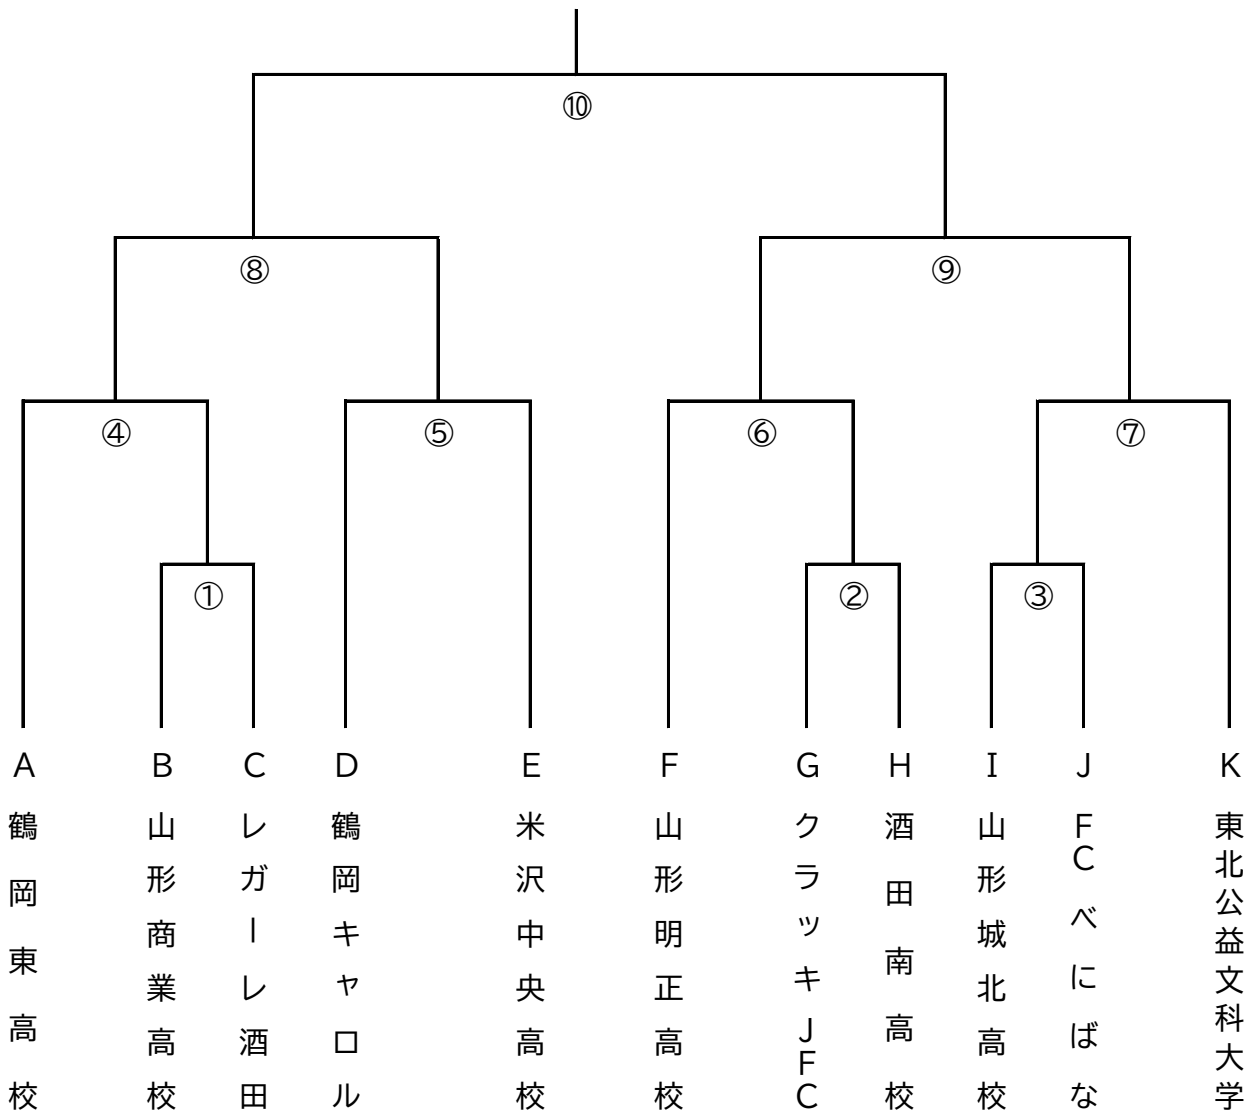 ⑩
⑧
⑨
④
⑤
⑥
⑦
①
②
③
A
鶴岡東高校
B
山形商業高校
C
レガーレ酒田
D
鶴岡キャロル
E
米沢中央高校
F
山形明正高校
G
クラッキJFC
H
酒田南高校
I
山形城北高校
J
FCべにばな
K
東北公益文科大学